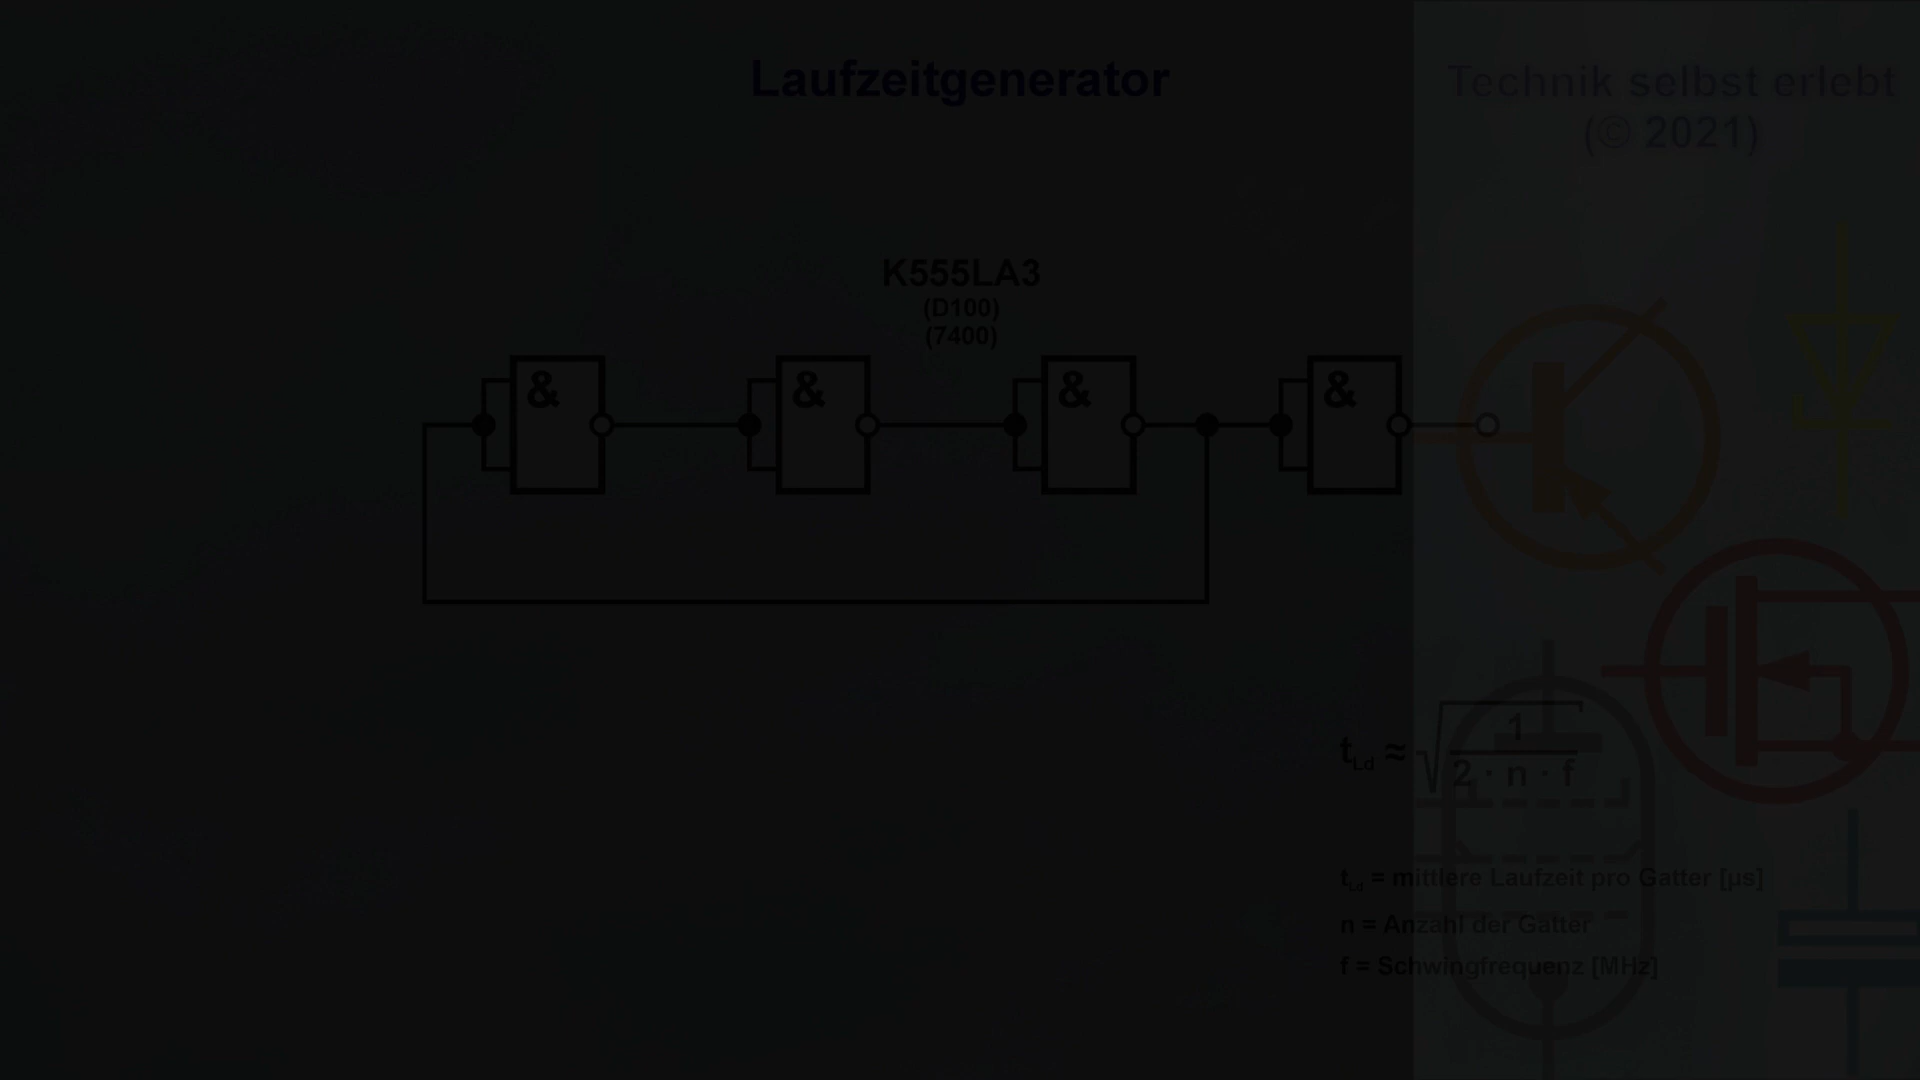 Laufzeitgenerator
Technik selbst erlebt
(© 2021)
K555LA3
(D100)
(7400)
& & & &
t_Ld ≈ √(1 / (2 · n · f))
t_Ld = mittlere Laufzeit pro Gatter [µs]
n = Anzahl der Gatter
f = Schwingfrequenz [MHz]